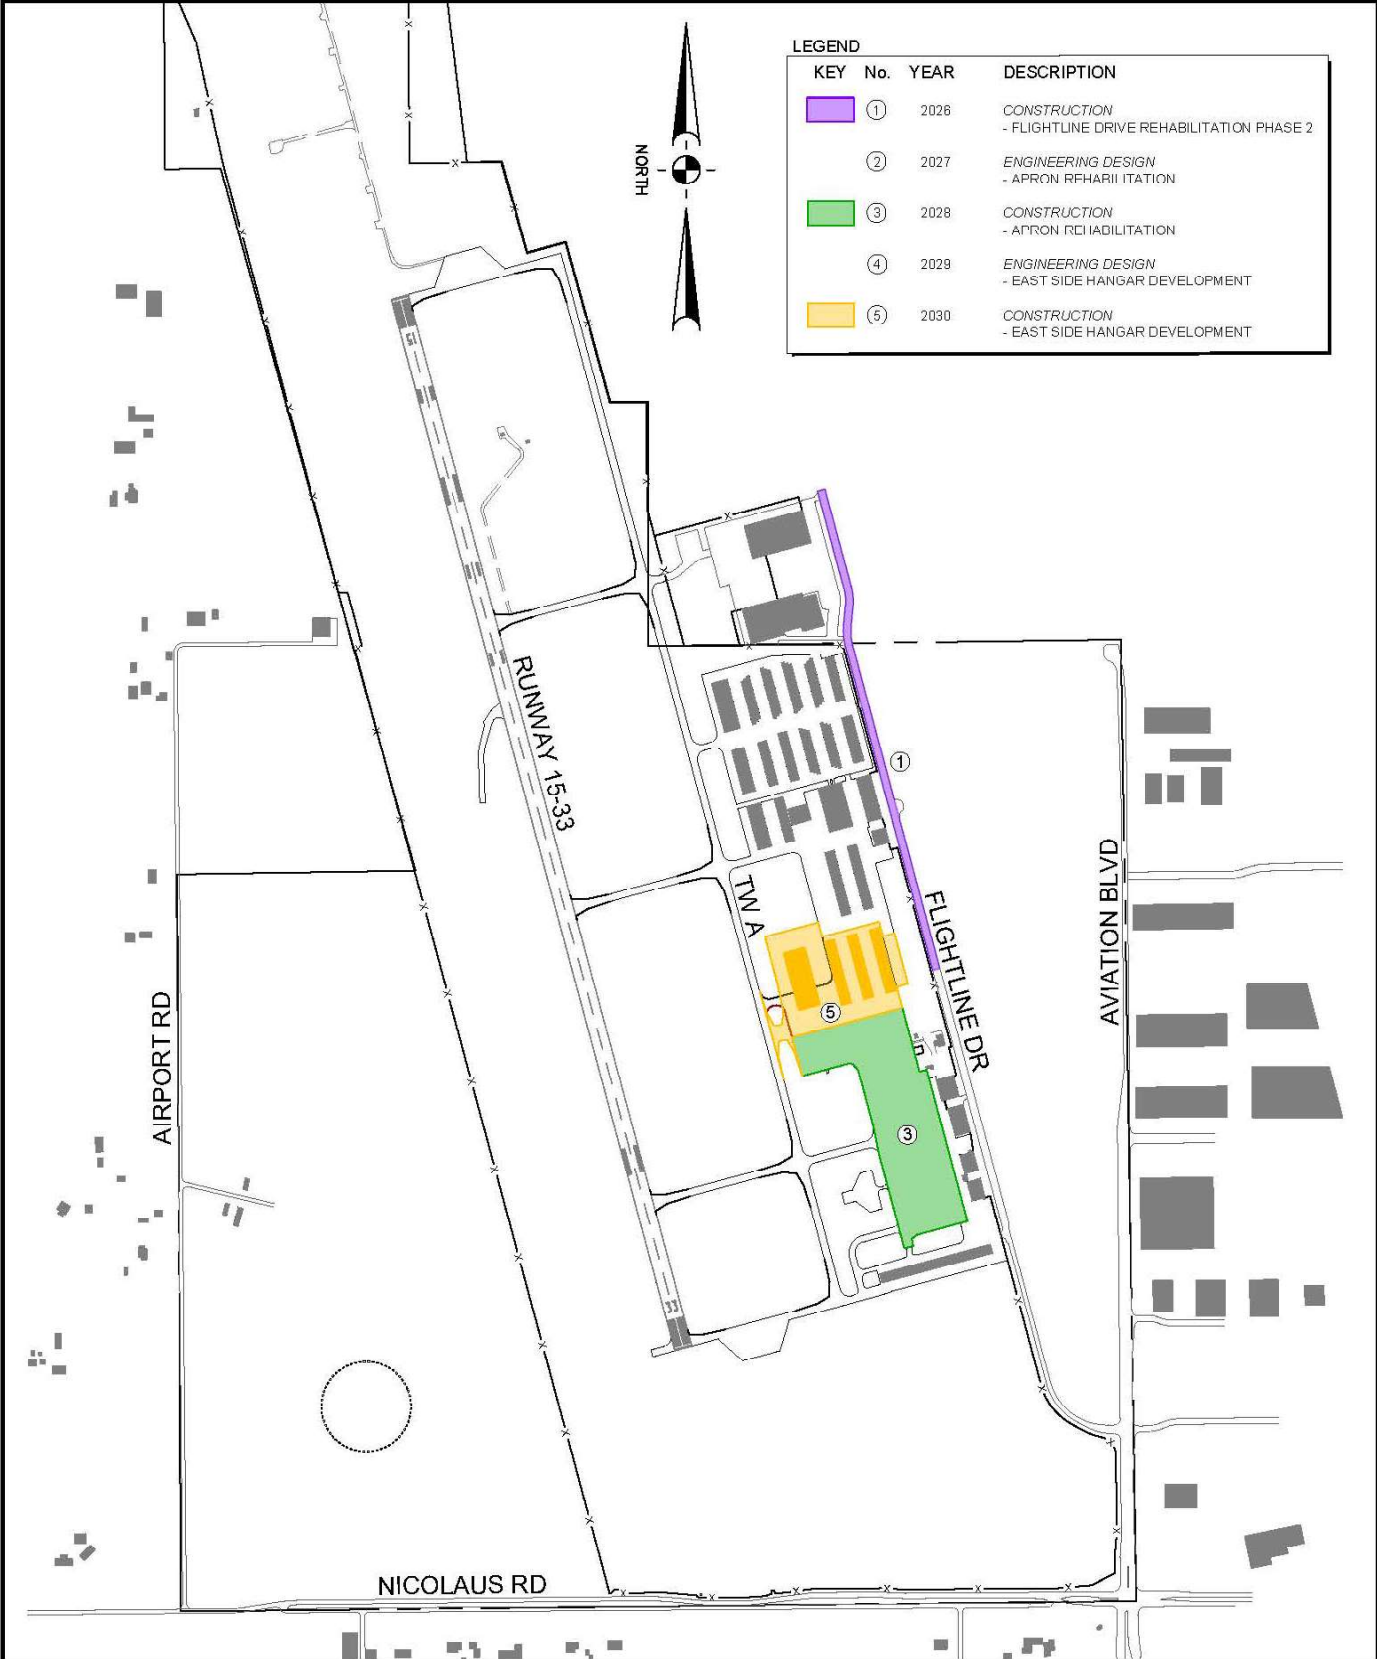 LEGEND
KEY No. YEAR DESCRIPTION
1 2026 CONSTRUCTION
- FLIGHTLINE DRIVE REHABILITATION PHASE 2
2 2027 ENGINEERING DESIGN
- APRON REHABILITATION
3 2028 CONSTRUCTION
- APRON REHABILITATION
4 2029 ENGINEERING DESIGN
- EAST SIDE HANGAR DEVELOPMENT
5 2030 CONSTRUCTION
- EAST SIDE HANGAR DEVELOPMENT
NORTH
15
RUNWAY 15-33
1
TW A
FLIGHTLINE DR
AVIATION BLVD
5
AIRPORT RD
3
33
NICOLAUS RD